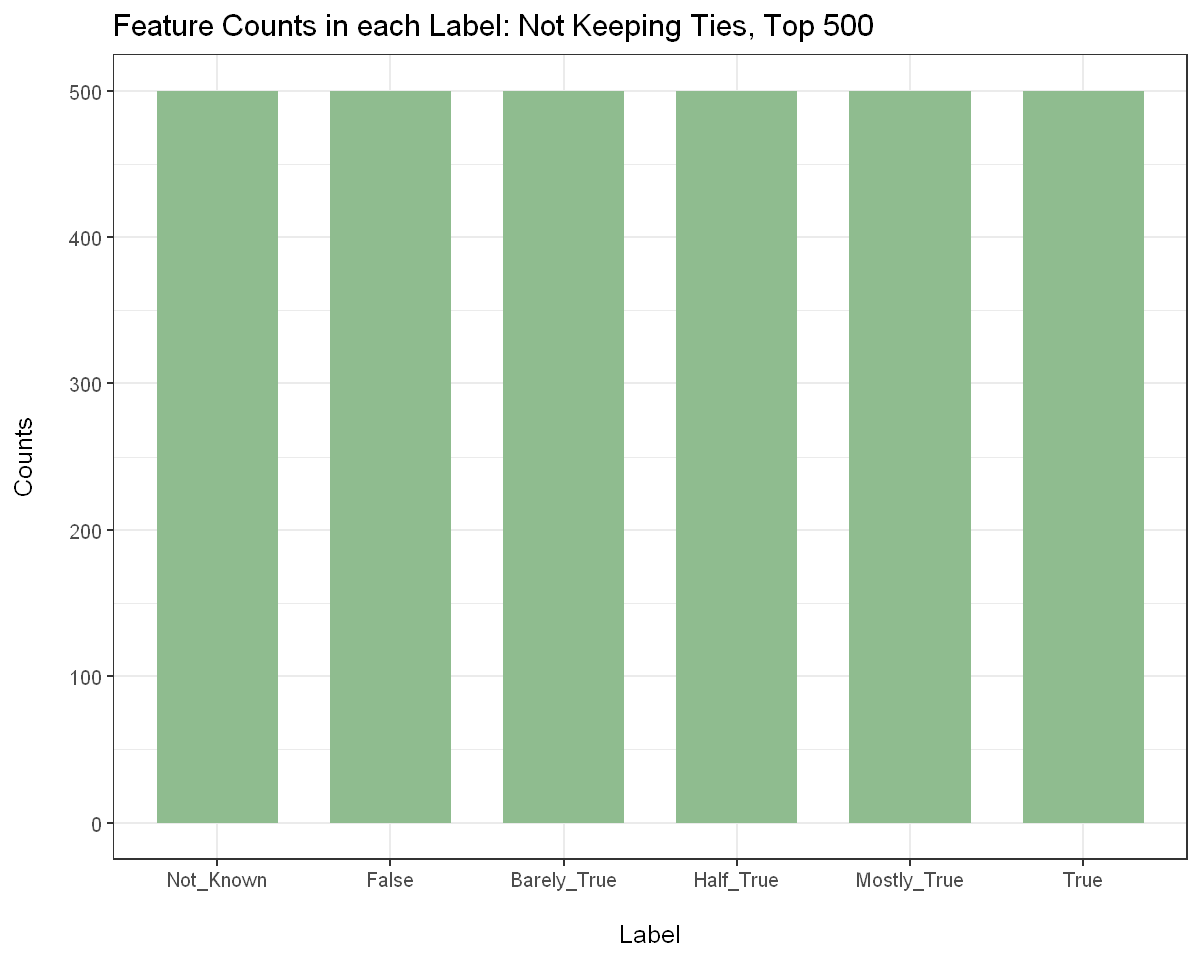 Feature Counts in each Label: Not Keeping Ties, Top 500
500
400
300
200
100
0
Counts
Not_Known False Barely_True Half_True Mostly_True True
Label